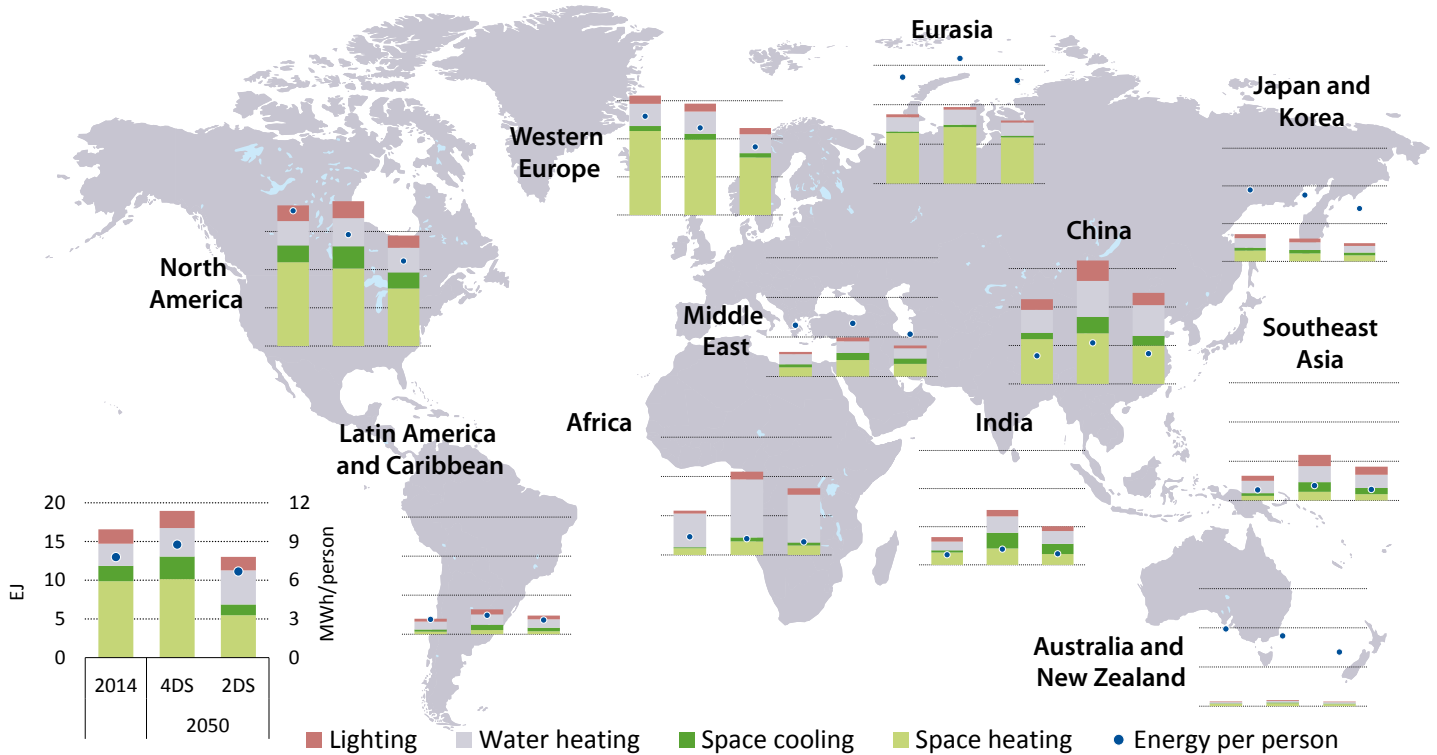 Eurasia
Japan and
Korea
Western
Europe
China
North
America
Middle
East
Southeast
Asia
Africa
India
Latin America
and Caribbean
Australia and
New Zealand
20
15
10
5
0
EJ
12
9
6
3
0
MWh/person
2014
4DS
2DS
2050
Lighting
Water heating
Space cooling
Space heating
Energy per person